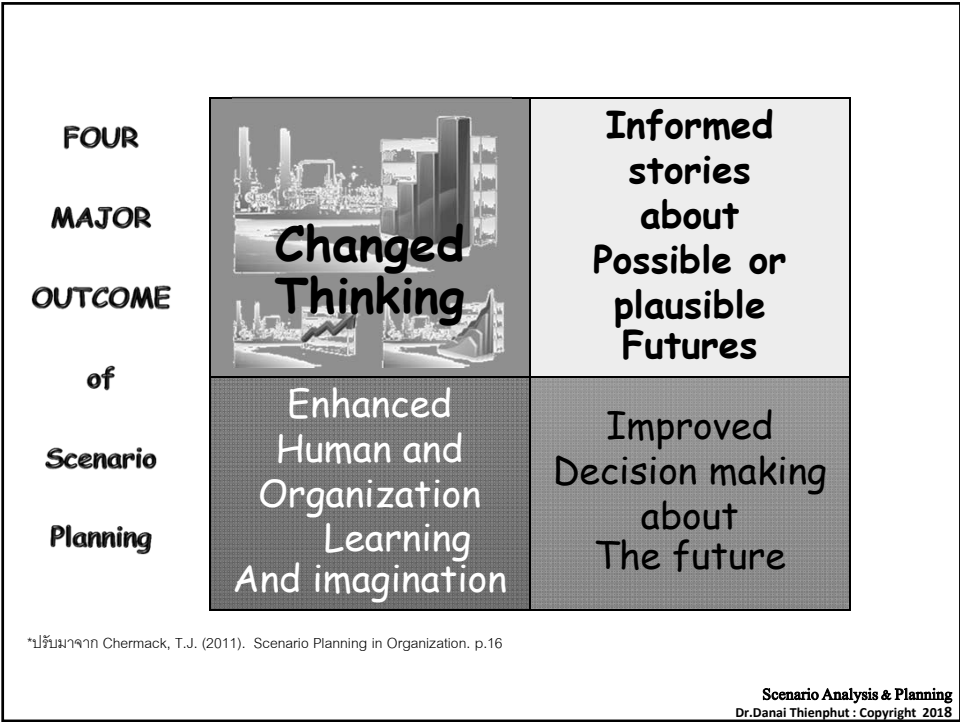 FOUR
MAJOR
OUTCOME
of
Scenario
Planning
Changed
Thinking
Informed
stories
about
Possible or
plausible
Futures
Enhanced
Human and
Organization
Learning
And imagination
Improved
Decision making
about
The future
*ปรับมาจาก Chermack, T.J. (2011). Scenario Planning in Organization. p.16
Scenario Analysis & Planning
Dr.Danai Thienphut : Copyright 2018